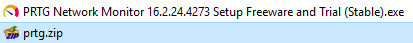 PRTG Network Monitor 16.2.24.4273 Setup Freeware and Trial (Stable).exe
prtg.zip